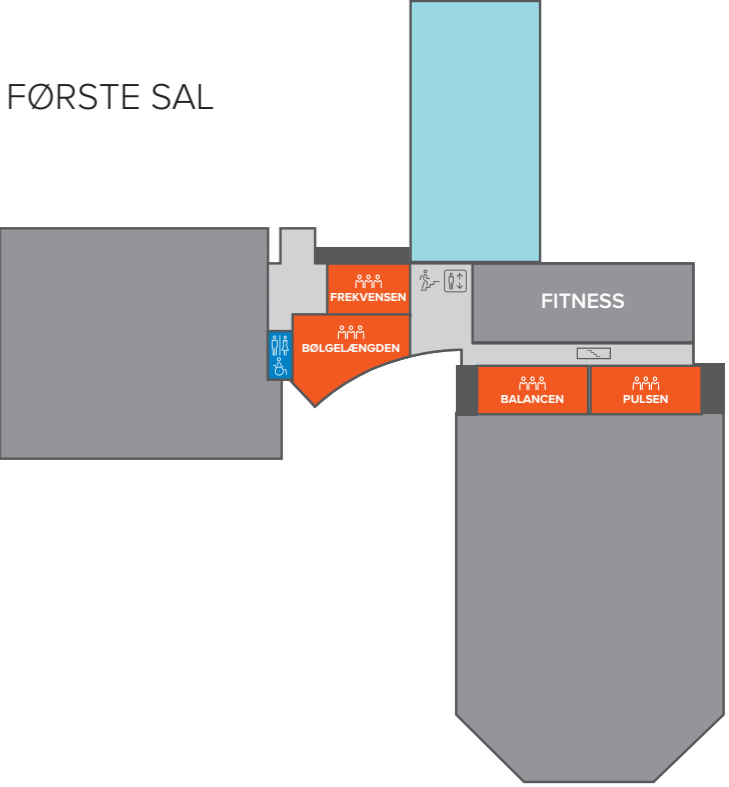 FØRSTE SAL
FREKVENSEN
FITNESS
BØLGELÆNGDEN
BALANCEN
PULSEN